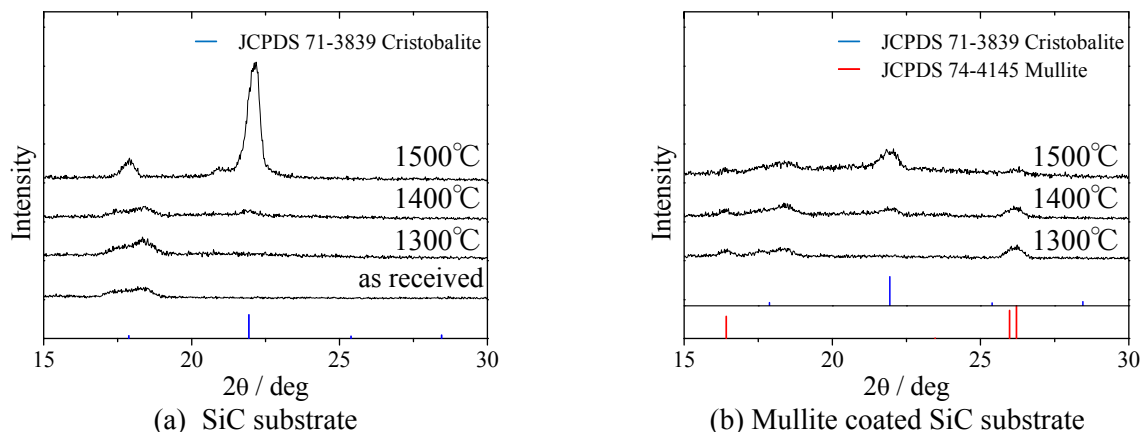 JCPDS 71-3839 Cristobalite
1500℃
1400℃
1300℃
as received
Intensity
15 20 25 30
2θ / deg
(a) SiC substrate
JCPDS 71-3839 Cristobalite
JCPDS 74-4145 Mullite
1500℃
1400℃
1300℃
Intensity
15 20 25 30
2θ / deg
(b) Mullite coated SiC substrate